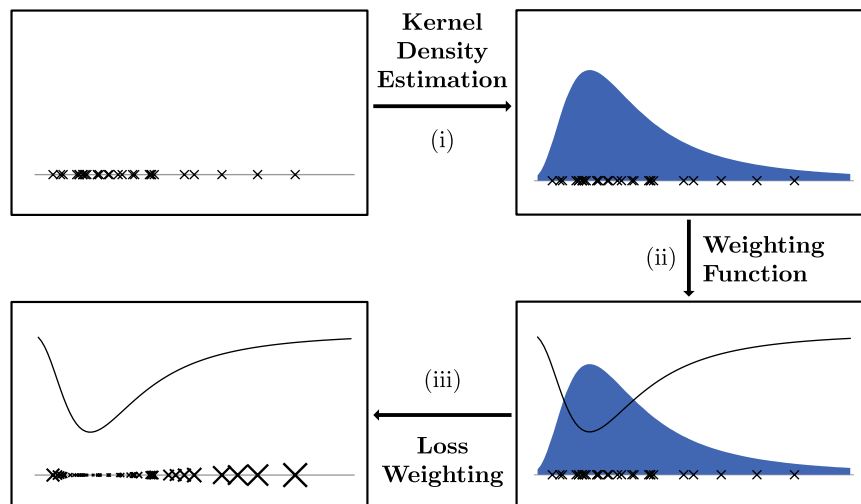 Kernel
Density
Estimation
(i)
(ii)
Weighting
Function
(iii)
Loss
Weighting